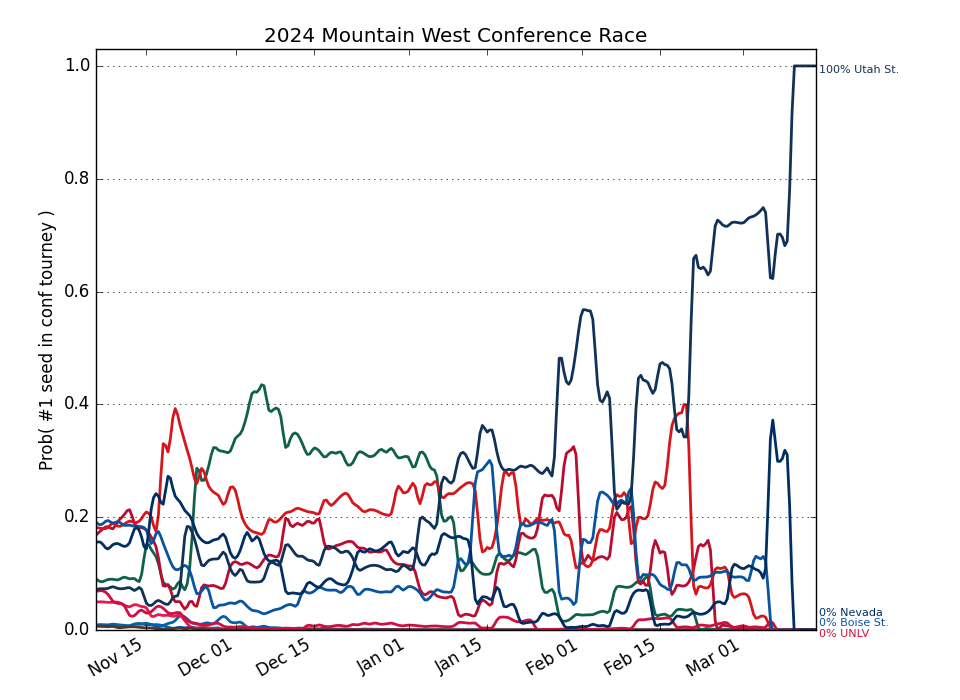 2024 Mountain West Conference Race
Prob( #1 seed in conf tourney )
1.0
0.8
0.6
0.4
0.2
0.0
100% Utah St.
0% Nevada
0% Boise St.
0% UNLV
Nov 15
Dec 01
Dec 15
Jan 01
Jan 15
Feb 01
Feb 15
Mar 01